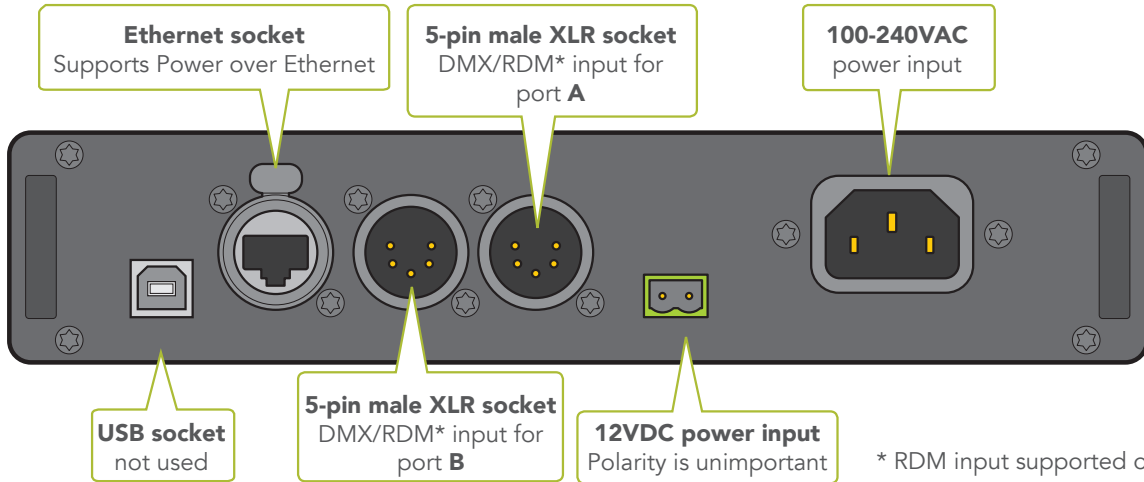 Ethernet socket
Supports Power over Ethernet
5-pin male XLR socket
DMX/RDM* input for
port A
100-240VAC
power input
USB socket
not used
5-pin male XLR socket
DMX/RDM* input for
port B
12VDC power input
Polarity is unimportant
* RDM input supported